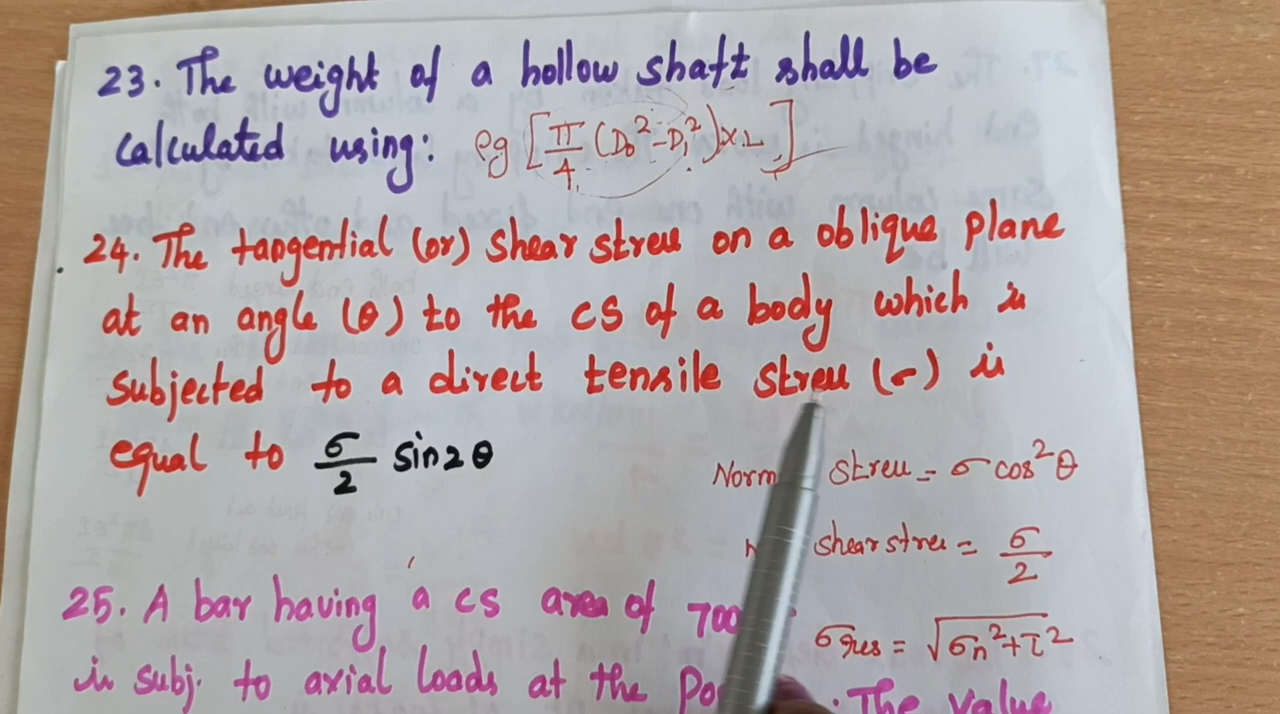 23. The weight of a hollow shaft shall be
calculated using: ρg [π/4 (D₀²-Dᵢ²)×L]
24. The tangential (or) shear stress on a oblique plane
at an angle (θ) to the cs of a body which is
subjected to a direct tensile stress (σ) is
equal to σ/2 sin2θ
Norm stress = σ cos²θ
shear stress = σ/2
25. A bar having a cs area of 700
σres = √σn²+τ²
is subj. to axial loads at the Po . The value